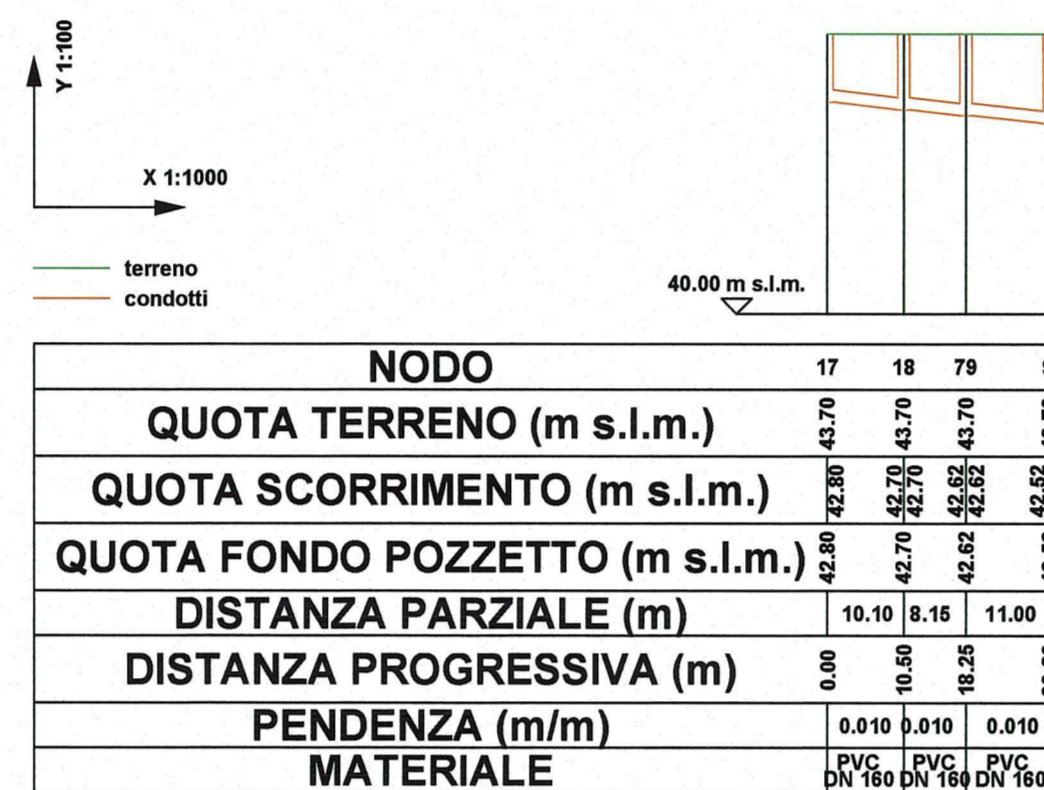 Y 1:100
X 1:1000
terreno
condotti
40.00 m s.l.m.
NODO 17 18 79
QUOTA TERRENO (m s.l.m.) 43.70 43.70 43.70
QUOTA SCORRIMENTO (m s.l.m.) 42.80 42.70 42.70 42.62 42.62 42.52
QUOTA FONDO POZZETTO (m s.l.m.) 42.80 42.70 42.62
DISTANZA PARZIALE (m) 10.10 8.15 11.00
DISTANZA PROGRESSIVA (m) 0.00 10.50 18.25
PENDENZA (m/m) 0.010 0.010 0.010
MATERIALE PVC DN 160 PVC DN 160 PVC DN 160